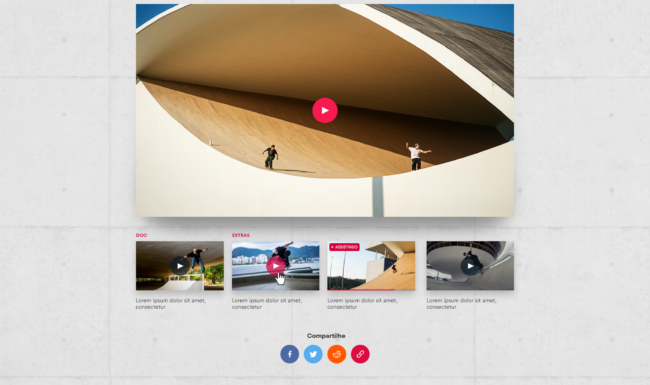 DOC
EXTRAS
ASSISTINDO
Lorem ipsum dolor sit amet,
consectetur
Lorem ipsum dolor sit amet,
consectetur
Lorem ipsum dolor sit amet,
consectetur
Lorem ipsum dolor sit amet,
consectetur
Compartilhe